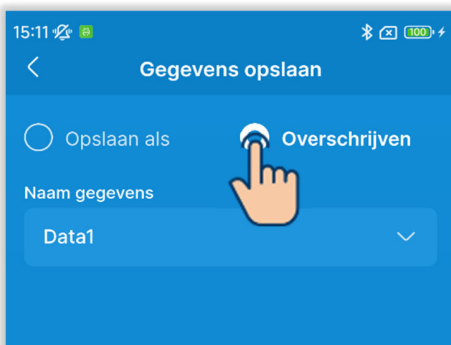 15:11 100
Gegevens opslaan
Opslaan als Overschrijven
Naam gegevens
Data1